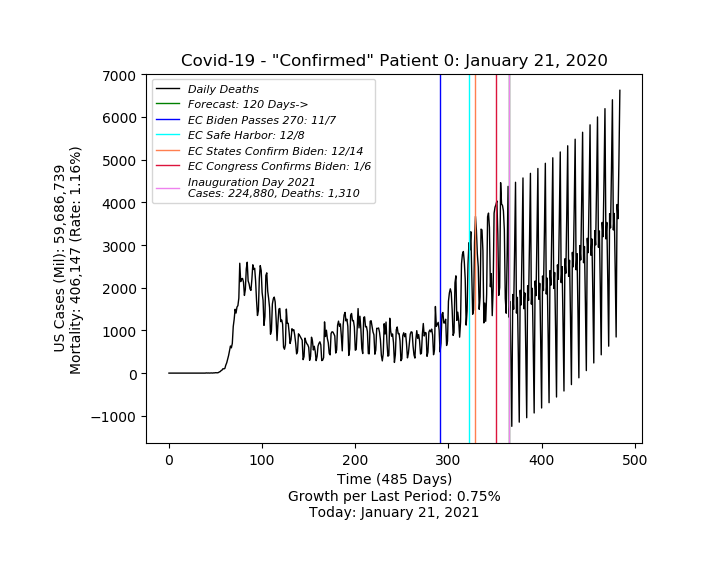 Covid-19 - "Confirmed" Patient 0: January 21, 2020
7000
6000
5000
4000
3000
2000
1000
0
−1000
US Cases (Mil): 59,686,739
Mortality: 406,147 (Rate: 1.16%)
Daily Deaths
Forecast: 120 Days->
EC Biden Passes 270: 11/7
EC Safe Harbor: 12/8
EC States Confirm Biden: 12/14
EC Congress Confirms Biden: 1/6
Inauguration Day 2021
Cases: 224,880, Deaths: 1,310
0 100 200 300 400 500
Time (485 Days)
Growth per Last Period: 0.75%
Today: January 21, 2021